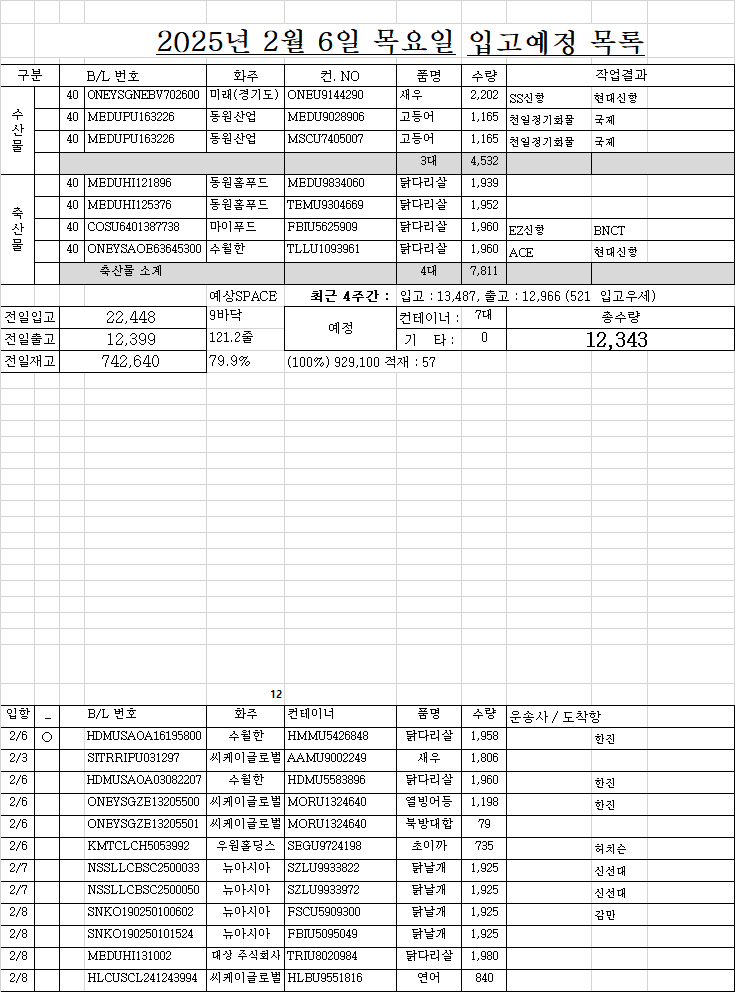 2025년 2월 6일 목요일 입고예정 목록
구분 B/L 번호 화주 컨. NO 품명 수량 작업결과
수산물
40 ONEYSGNEBV702600 미래(경기도) ONEU9144290 새우 2,202 SS신항 현대신항
40 MEDUPU163226 동원산업 MEDU9028906 고등어 1,165 천일정기화물 국제
40 MEDUPU163226 동원산업 MSCU7405007 고등어 1,165 천일정기화물 국제
3대 4,532
축산물
40 MEDUHI121896 동원홈푸드 MEDU9834060 닭다리살 1,939
40 MEDUHI125376 동원홈푸드 TEMU9304669 닭다리살 1,952
40 COSU6401387738 마이푸드 FBIU5625909 닭다리살 1,960 EZ신항 BNCT
40 ONEYSAOE63645300 수월한 TLLU1093961 닭다리살 1,960 ACE 현대신항
축산물 소계 4대 7,811
예상SPACE 최근 4주간 : 입고 : 13,487, 출고 : 12,966 (521 입고우세)
전일입고 22,448 9바닥 예정 컨테이너 : 7대 총수량
전일출고 12,399 121.2줄 기 타 : 0 12,343
전일재고 742,640 79.9% (100%) 929,100 적재 : 57
12
입항 _ B/L 번호 화주 컨테이너 품명 수량 운송사 / 도착항
2/6 ○ HDMUSAOA16195800 수월한 HMMU5426848 닭다리살 1,958 한진
2/3 SITRRIPU031297 씨케이글로벌 AAMU9002249 새우 1,806
2/6 HDMUSAOA03082207 수월한 HDMU5583896 닭다리살 1,960 한진
2/6 ONEYSGZE13205500 씨케이글로벌 MORU1324640 열빙어등 1,198 한진
2/6 ONEYSGZE13205501 씨케이글로벌 MORU1324640 북방대합 79
2/6 KMTCLCH5053992 우원홀딩스 SEGU9724198 초이까 735 허치슨
2/7 NSSLLCBSC2500033 뉴아시아 SZLU9933822 닭날개 1,925 신선대
2/7 NSSLLCBSC2500050 뉴아시아 SZLU9933972 닭날개 1,925 신선대
2/8 SNKO190250100602 뉴아시아 FSCU5909300 닭날개 1,925 감만
2/8 SNKO190250101524 뉴아시아 FBIU5095049 닭날개 1,925
2/8 MEDUHI131002 대상 주식회사 TRIU8020984 닭다리살 1,980
2/8 HLCUSCL241243994 씨케이글로벌 HLBU9551816 연어 840